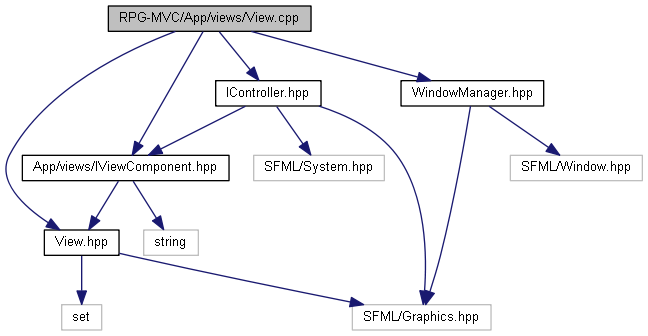 RPG-MVC/App/views/View.cpp
IController.hpp
WindowManager.hpp
App/views/IViewComponent.hpp
SFML/System.hpp
SFML/Window.hpp
View.hpp
string
set
SFML/Graphics.hpp